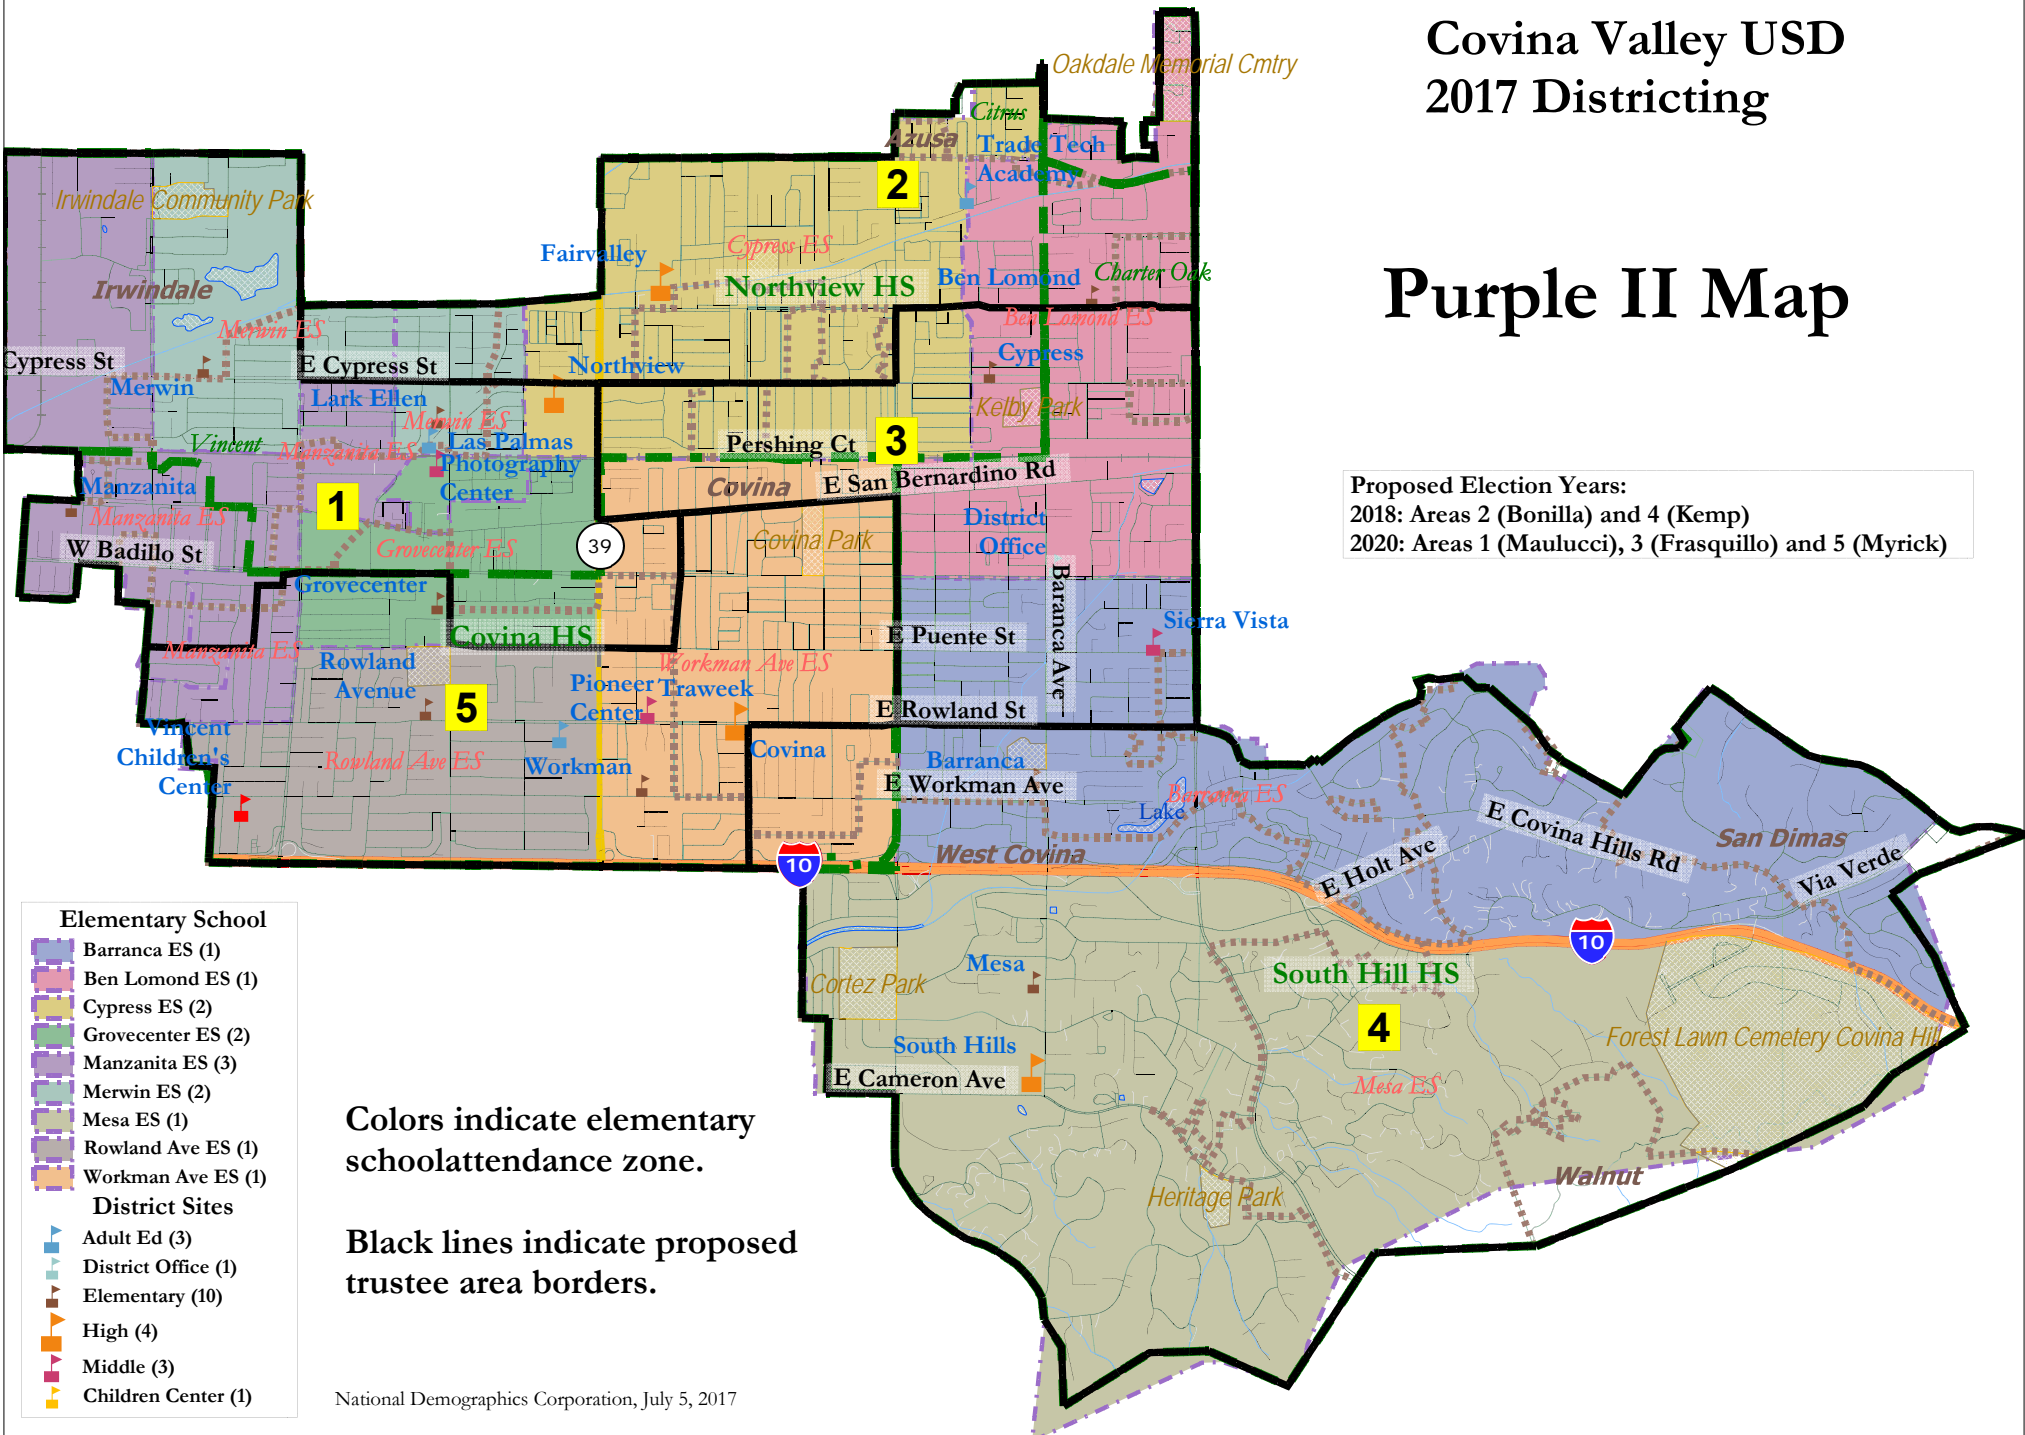 Covina Valley USD
2017 Districting
Purple II Map
Proposed Election Years:
2018: Areas 2 (Bonilla) and 4 (Kemp)
2020: Areas 1 (Maulucci), 3 (Frasquillo) and 5 (Myrick)
Oakdale Memorial Cmtry
Citrus
Azusa
Trade Tech
Academy
2
Irwindale Community Park
Fairvalley
Cypress ES
Northview HS
Ben Lomond
Charter Oak
Irwindale
Merwin ES
Ben Lomond ES
Cypress St
E Cypress St
Northview
Cypress
Merwin
Lark Ellen
Merwin ES
Kelby Park
Vincent
Manzanita ES
Las Palmas
Pershing Ct
3
Photography
Center
Manzanita
Covina
E San Bernardino Rd
1
Manzanita ES
District
Office
W Badillo St
Grovecenter ES
39
Covina Park
Grovecenter
Baranca Ave
Sierra Vista
Covina HS
E Puente St
Manzanita ES
Rowland
Avenue
Workman Ave ES
5
Pioneer
Center
Traweek
E Rowland St
Vincent
Children's
Center
Rowland Ave ES
Workman
Covina
Barranca
E Workman Ave
Barranca ES
Lake
E Covina Hills Rd
San Dimas
West Covina
E Holt Ave
Via Verde
10
10
Mesa
South Hill HS
Cortez Park
4
South Hills
Forest Lawn Cemetery Covina Hill
E Cameron Ave
Mesa ES
Walnut
Heritage Park
Elementary School
Barranca ES (1)
Ben Lomond ES (1)
Cypress ES (2)
Grovecenter ES (2)
Manzanita ES (3)
Merwin ES (2)
Mesa ES (1)
Rowland Ave ES (1)
Workman Ave ES (1)
District Sites
Adult Ed (3)
District Office (1)
Elementary (10)
High (4)
Middle (3)
Children Center (1)
Colors indicate elementary
schoolattendance zone.
Black lines indicate proposed
trustee area borders.
National Demographics Corporation, July 5, 2017